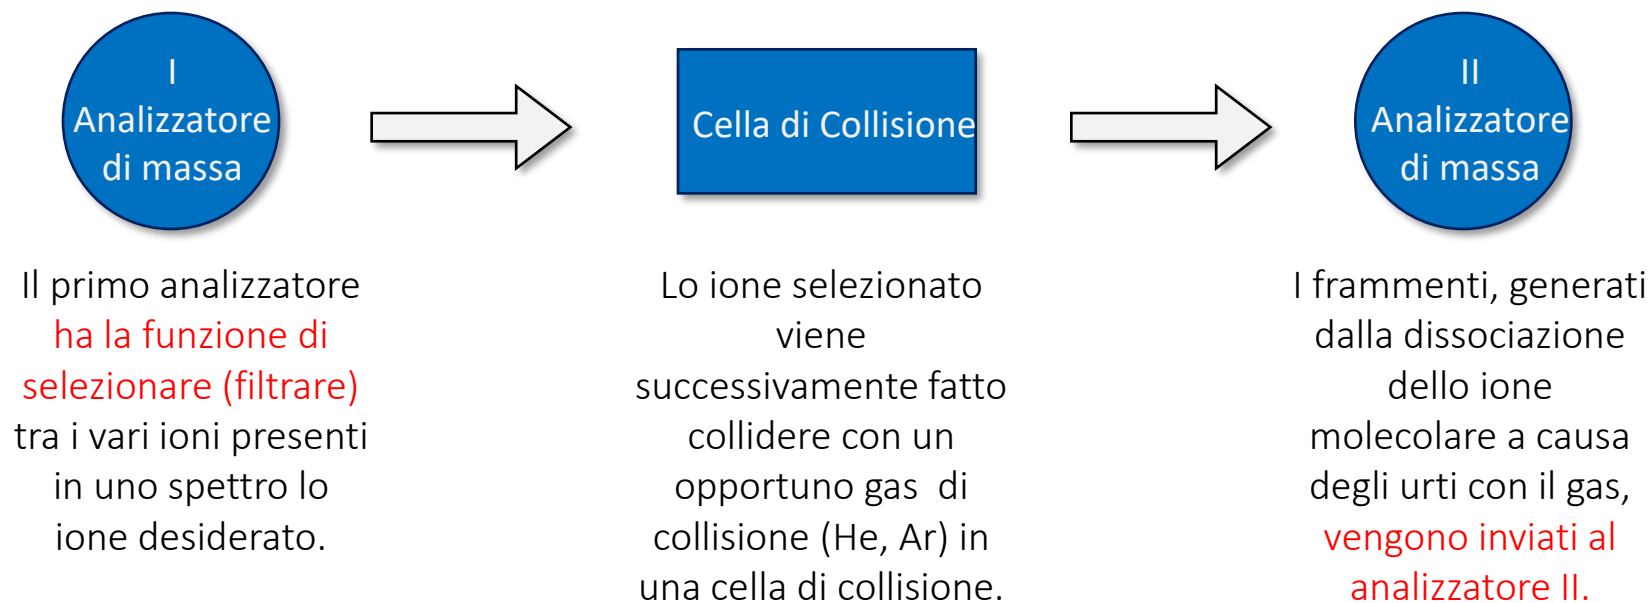 I
Analizzatore
di massa
Cella di Collisione
II
Analizzatore
di massa
Il primo analizzatore
ha la funzione di
selezionare (filtrare)
tra i vari ioni presenti
in uno spettro lo
ione desiderato.
Lo ione selezionato
viene
successivamente fatto
collidere con un
opportuno gas di
collisione (He, Ar) in
una cella di collisione.
I frammenti, generati
dalla dissociazione
dello ione
molecolare a causa
degli urti con il gas,
vengono inviati al
analizzatore II.